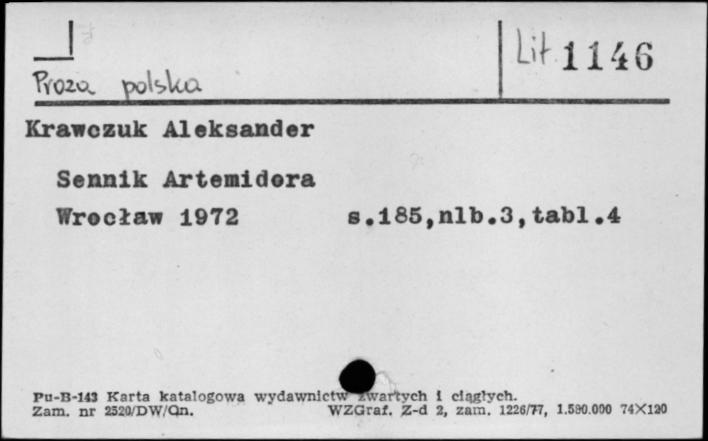 Lit 1146
Proza polska
Krawczuk Aleksander
Sennik Artemidora
Wrocław 1972 s.185,nlb.3,tabl.4
Pu-B-143 Karta katalogowa wydawnictw zwartych i ciągłych.
Zam. nr 2520/DW/Qn. WZGraf. Z-d 2, zam. 1226/77, 1.590.000 74X120